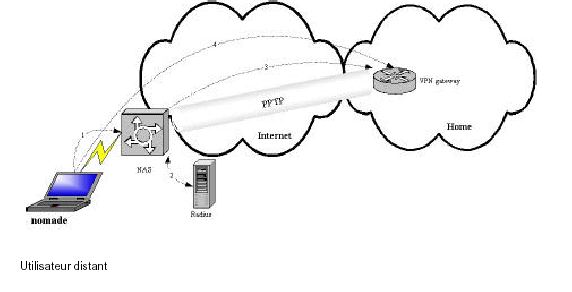 4
3
VPN gateway
PPTP
Internet
Home
1
NAS
2
Radius
nomade
Utilisateur distant